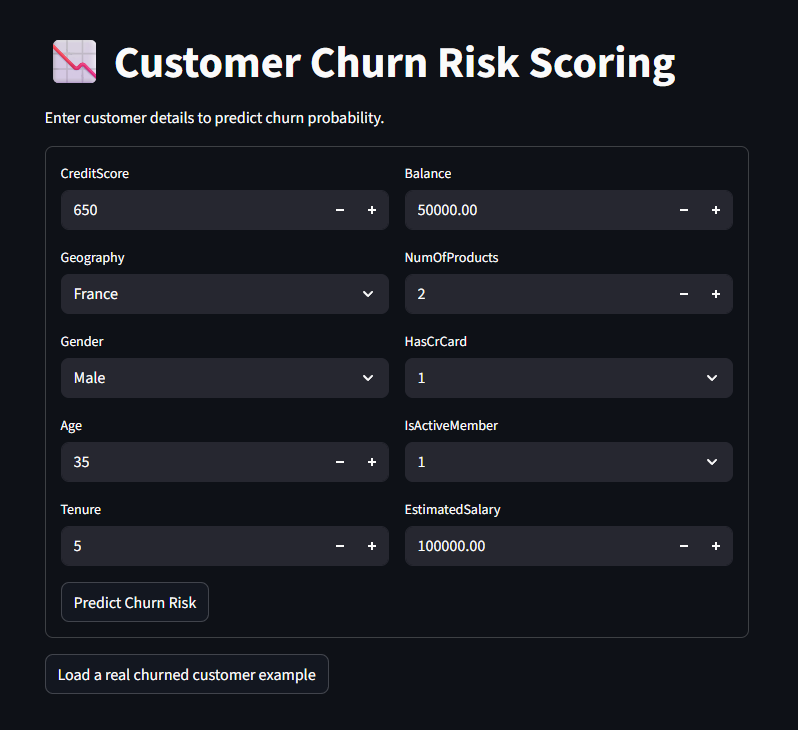 Customer Churn Risk Scoring
Enter customer details to predict churn probability.
CreditScore
650
Geography
France
Gender
Male
Age
35
Tenure
5
Balance
50000.00
NumOfProducts
2
HasCrCard
1
IsActiveMember
1
EstimatedSalary
100000.00
Predict Churn Risk
Load a real churned customer example